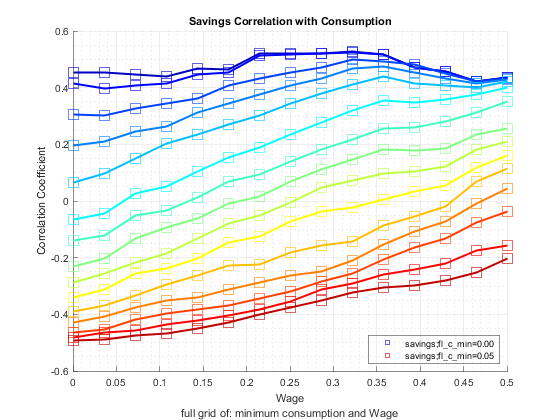 Savings Correlation with Consumption
0.6
0.4
0.2
0
-0.2
-0.4
-0.6
Correlation Coefficient
savings;fl_c_min=0.00
savings;fl_c_min=0.05
0 0.05 0.1 0.15 0.2 0.25 0.3 0.35 0.4 0.45 0.5
Wage
full grid of: minimum consumption and Wage